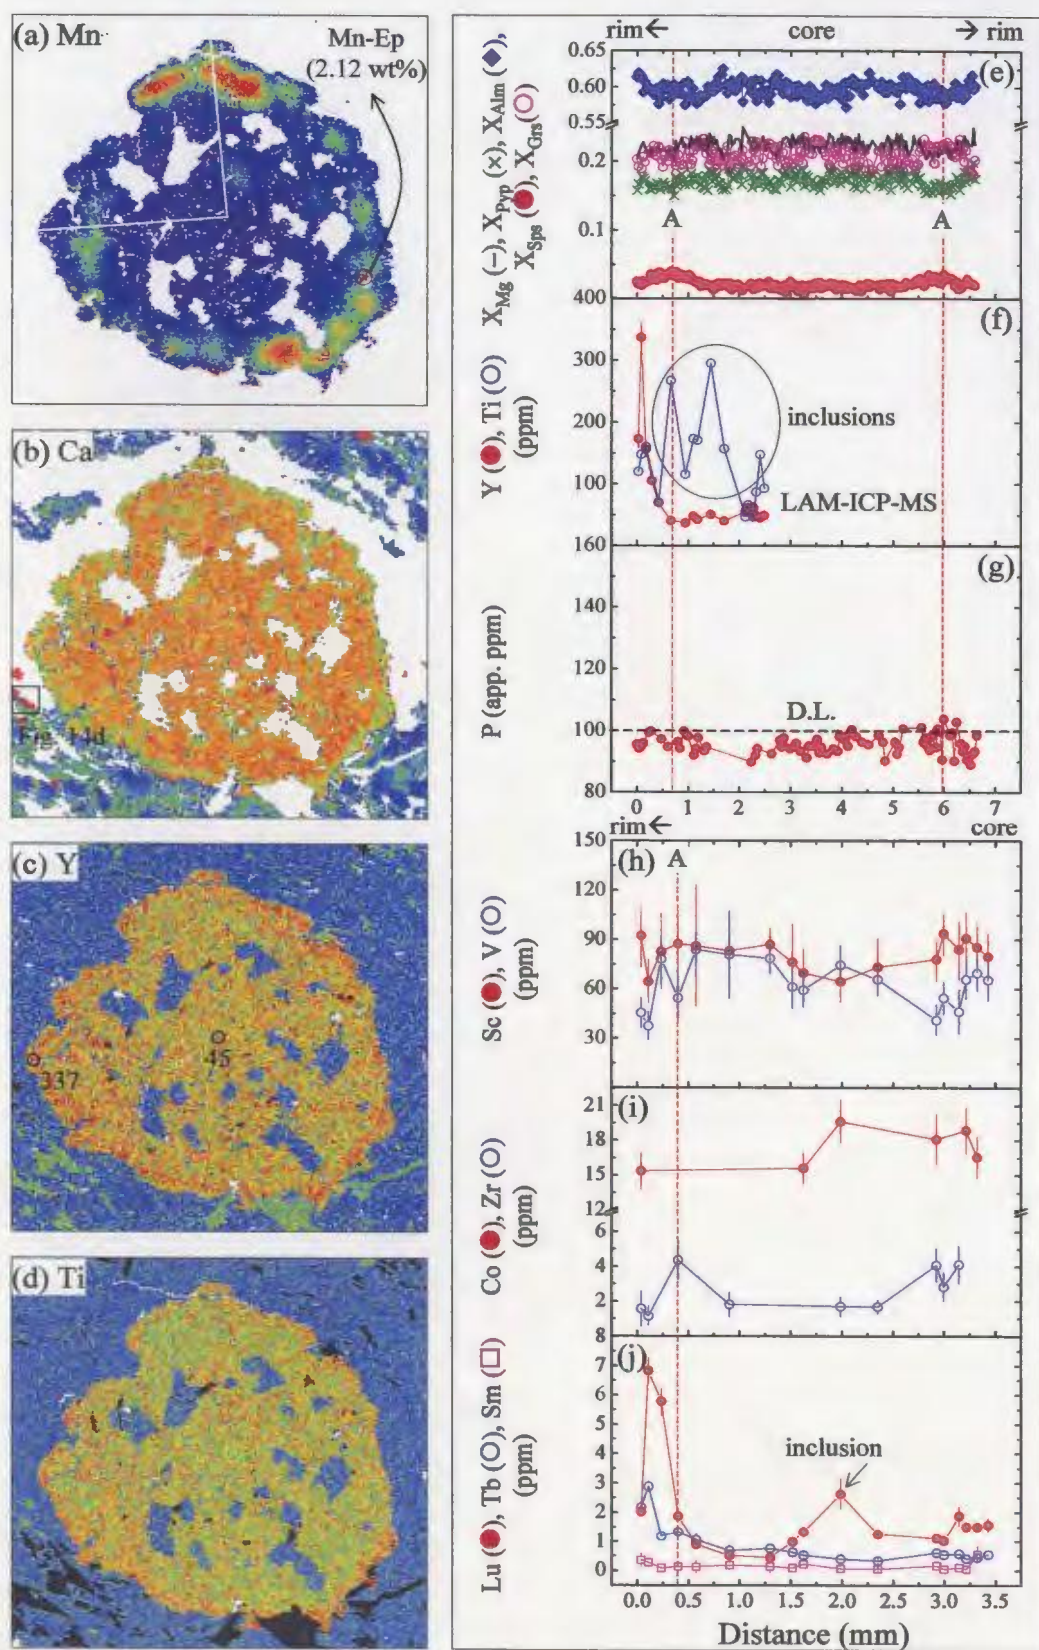 (a) Mn
Mn-Ep
(2.12 wt%)
(b) Ca
Fig. 14d
(c) Y
45
337
(d) Ti
rim ← core → rim
X_Mg (−), X_Pyp (×), X_Alm (◆),
X_Sps (●), X_Grs (○)
0.65
(e)
0.60
0.55
0.2
A A
0.1
400
Y (●), Ti (○)
(ppm)
(f)
300
inclusions
200
100
LAM-ICP-MS
160
P (app. ppm)
(g)
140
120
D.L.
100
80
0 1 2 3 4 5 6 7
rim ← core
Sc (●), V (○)
(ppm)
150
(h)
A
120
90
60
30
Co (●), Zr (○)
(ppm)
21
(i)
18
15
12
6
4
2
8
Lu (●), Tb (○), Sm (□)
(ppm)
(j)
7
6
5
4
inclusion
3
2
1
0
0.0 0.5 1.0 1.5 2.0 2.5 3.0 3.5
Distance (mm)